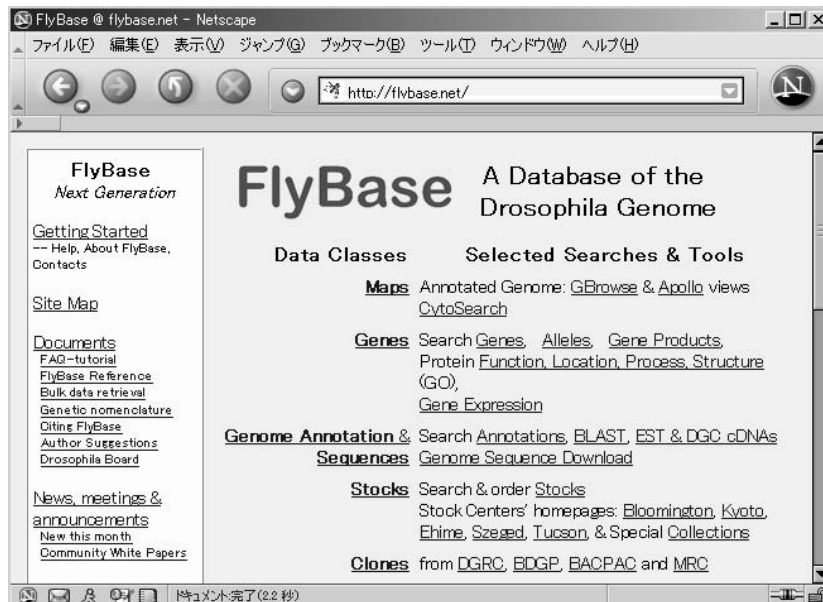 FlyBase @ flybase.net - Netscape
ファイル(F) 編集(E) 表示(V) ジャンプ(G) ブックマーク(B) ツール(T) ウィンドウ(W) ヘルプ(H)
http://flybase.net/
N
FlyBase
Next Generation
Getting Started
-- Help, About FlyBase,
Contacts
Site Map
Documents
FAQ-tutorial
FlyBase Reference
Bulk data retrieval
Genetic nomenclature
Citing FlyBase
Author Suggestions
Drosophila Board
News, meetings &
announcements
New this month
Community White Papers
FlyBase
A Database of the
Drosophila Genome
Data Classes Selected Searches & Tools
Maps Annotated Genome: GBrowse & Apollo views
CytoSearch
Genes Search Genes, Alleles, Gene Products,
Protein Function, Location, Process, Structure
(GO),
Gene Expression
Genome Annotation & Search Annotations, BLAST, EST & DGC cDNAs
Sequences Genome Sequence Download
Stocks Search & order Stocks
Stock Centers' homepages: Bloomington, Kyoto,
Ehime, Szeged, Tucson, & Special Collections
Clones from DGRC, BDGP, BACPAC and MRC
ドキュメント:完了(2.2 秒)